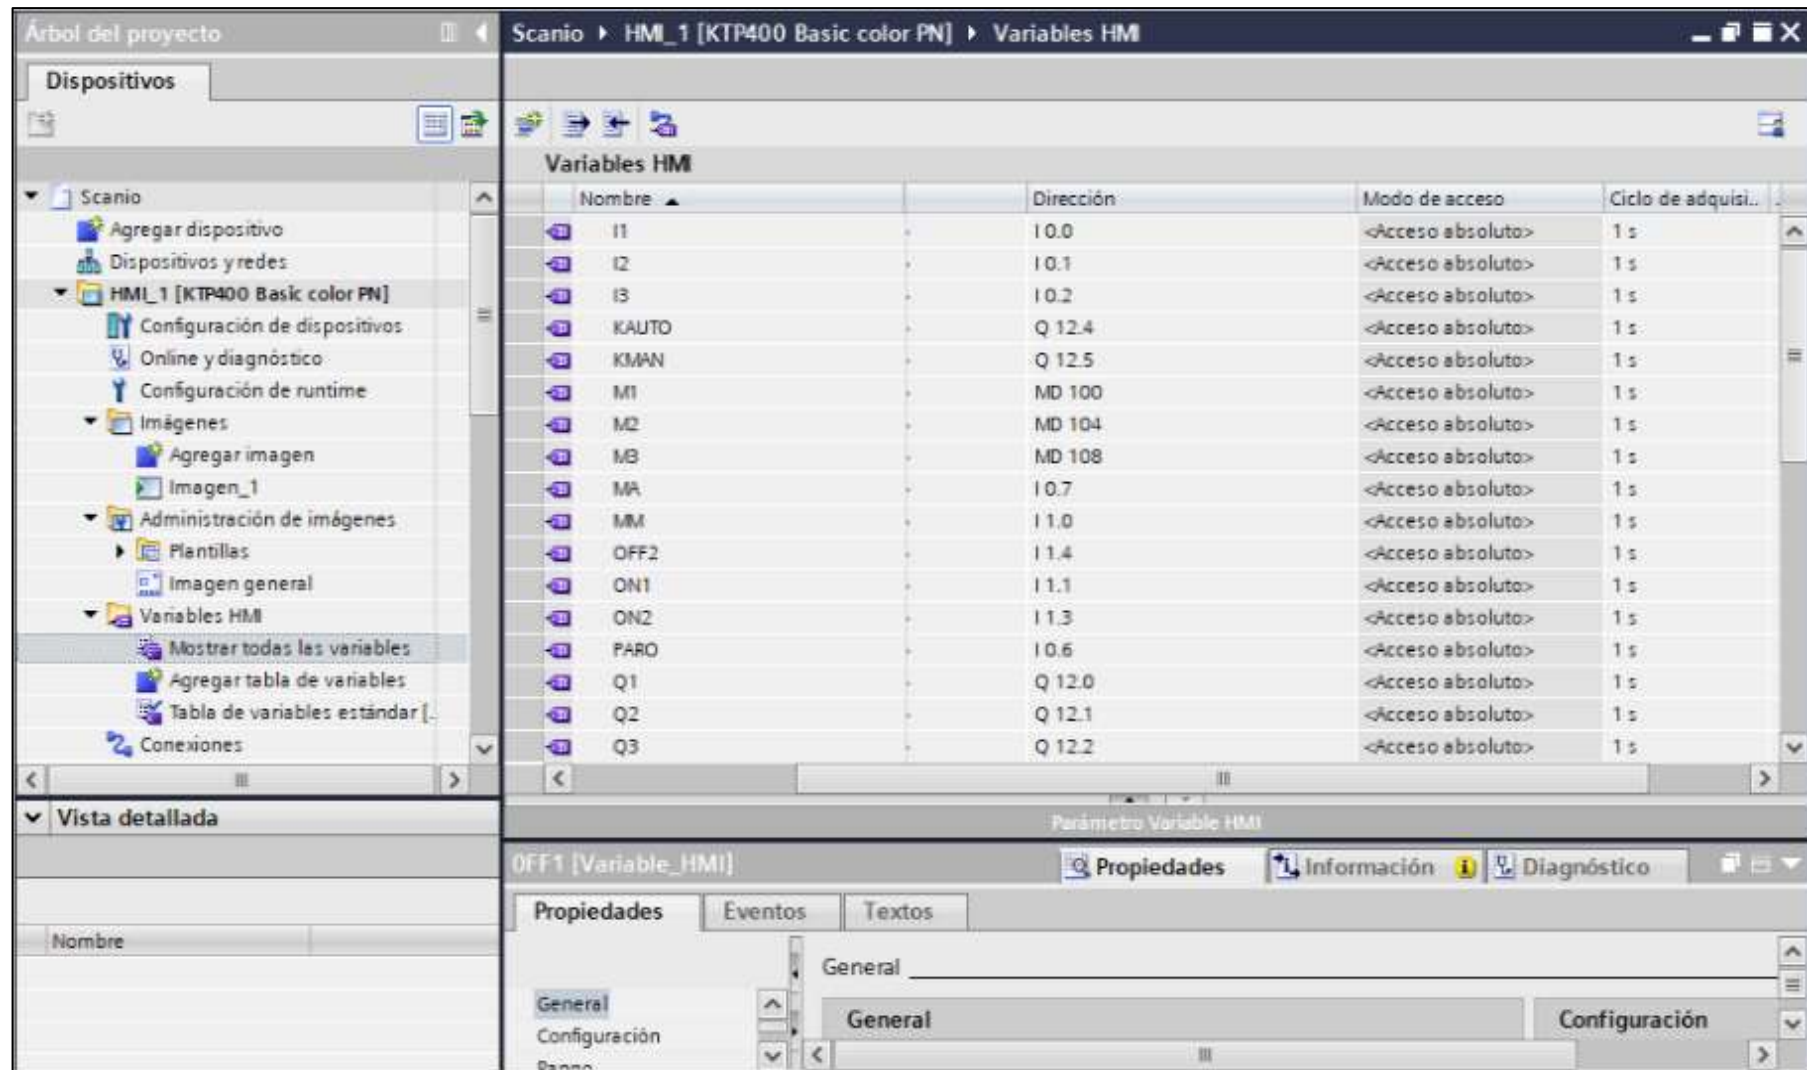 Árbol del proyecto
Dispositivos
Scanio
Agregar dispositivo
Dispositivos y redes
HMI_1 [KTP400 Basic color PN]
Configuración de dispositivos
Online y diagnóstico
Configuración de runtime
Imágenes
Agregar imagen
Imagen_1
Administración de imágenes
Plantillas
Imagen general
Variables HMI
Mostrar todas las variables
Agregar tabla de variables
Tabla de variables estándar [..
Conexiones
Vista detallada
Nombre
Scanio HMI_1 [KTP400 Basic color PN] Variables HMI
Variables HMI
Nombre Dirección Modo de acceso Ciclo de adquisi..
I1 I 0.0 <Acceso absoluto> 1 s
I2 I 0.1 <Acceso absoluto> 1 s
I3 I 0.2 <Acceso absoluto> 1 s
KAUTO Q 12.4 <Acceso absoluto> 1 s
KMAN Q 12.5 <Acceso absoluto> 1 s
M1 MD 100 <Acceso absoluto> 1 s
M2 MD 104 <Acceso absoluto> 1 s
M3 MD 108 <Acceso absoluto> 1 s
MA I 0.7 <Acceso absoluto> 1 s
MM I 1.0 <Acceso absoluto> 1 s
OFF2 I 1.4 <Acceso absoluto> 1 s
ON1 I 1.1 <Acceso absoluto> 1 s
ON2 I 1.3 <Acceso absoluto> 1 s
PARO I 0.6 <Acceso absoluto> 1 s
Q1 Q 12.0 <Acceso absoluto> 1 s
Q2 Q 12.1 <Acceso absoluto> 1 s
Q3 Q 12.2 <Acceso absoluto> 1 s
Parámetro Variable HMI
0FF1 [Variable_HMI] Propiedades Información Diagnóstico
Propiedades Eventos Textos
General
Configuración
Rango
General
General Configuración